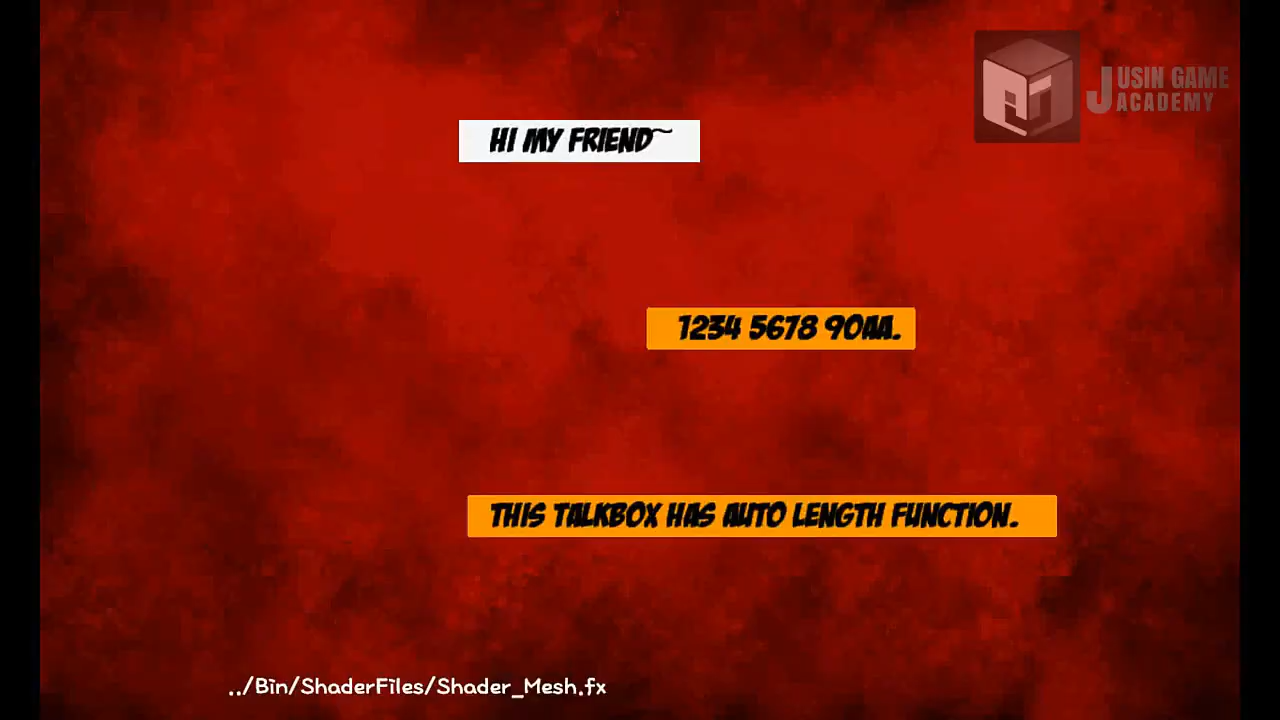 JUSIN GAME
ACADEMY
HI MY FRIEND~
1234 5678 90AA.
THIS TALKBOX HAS AUTO LENGTH FUNCTION.
../Bin/ShaderFiles/Shader_Mesh.fx